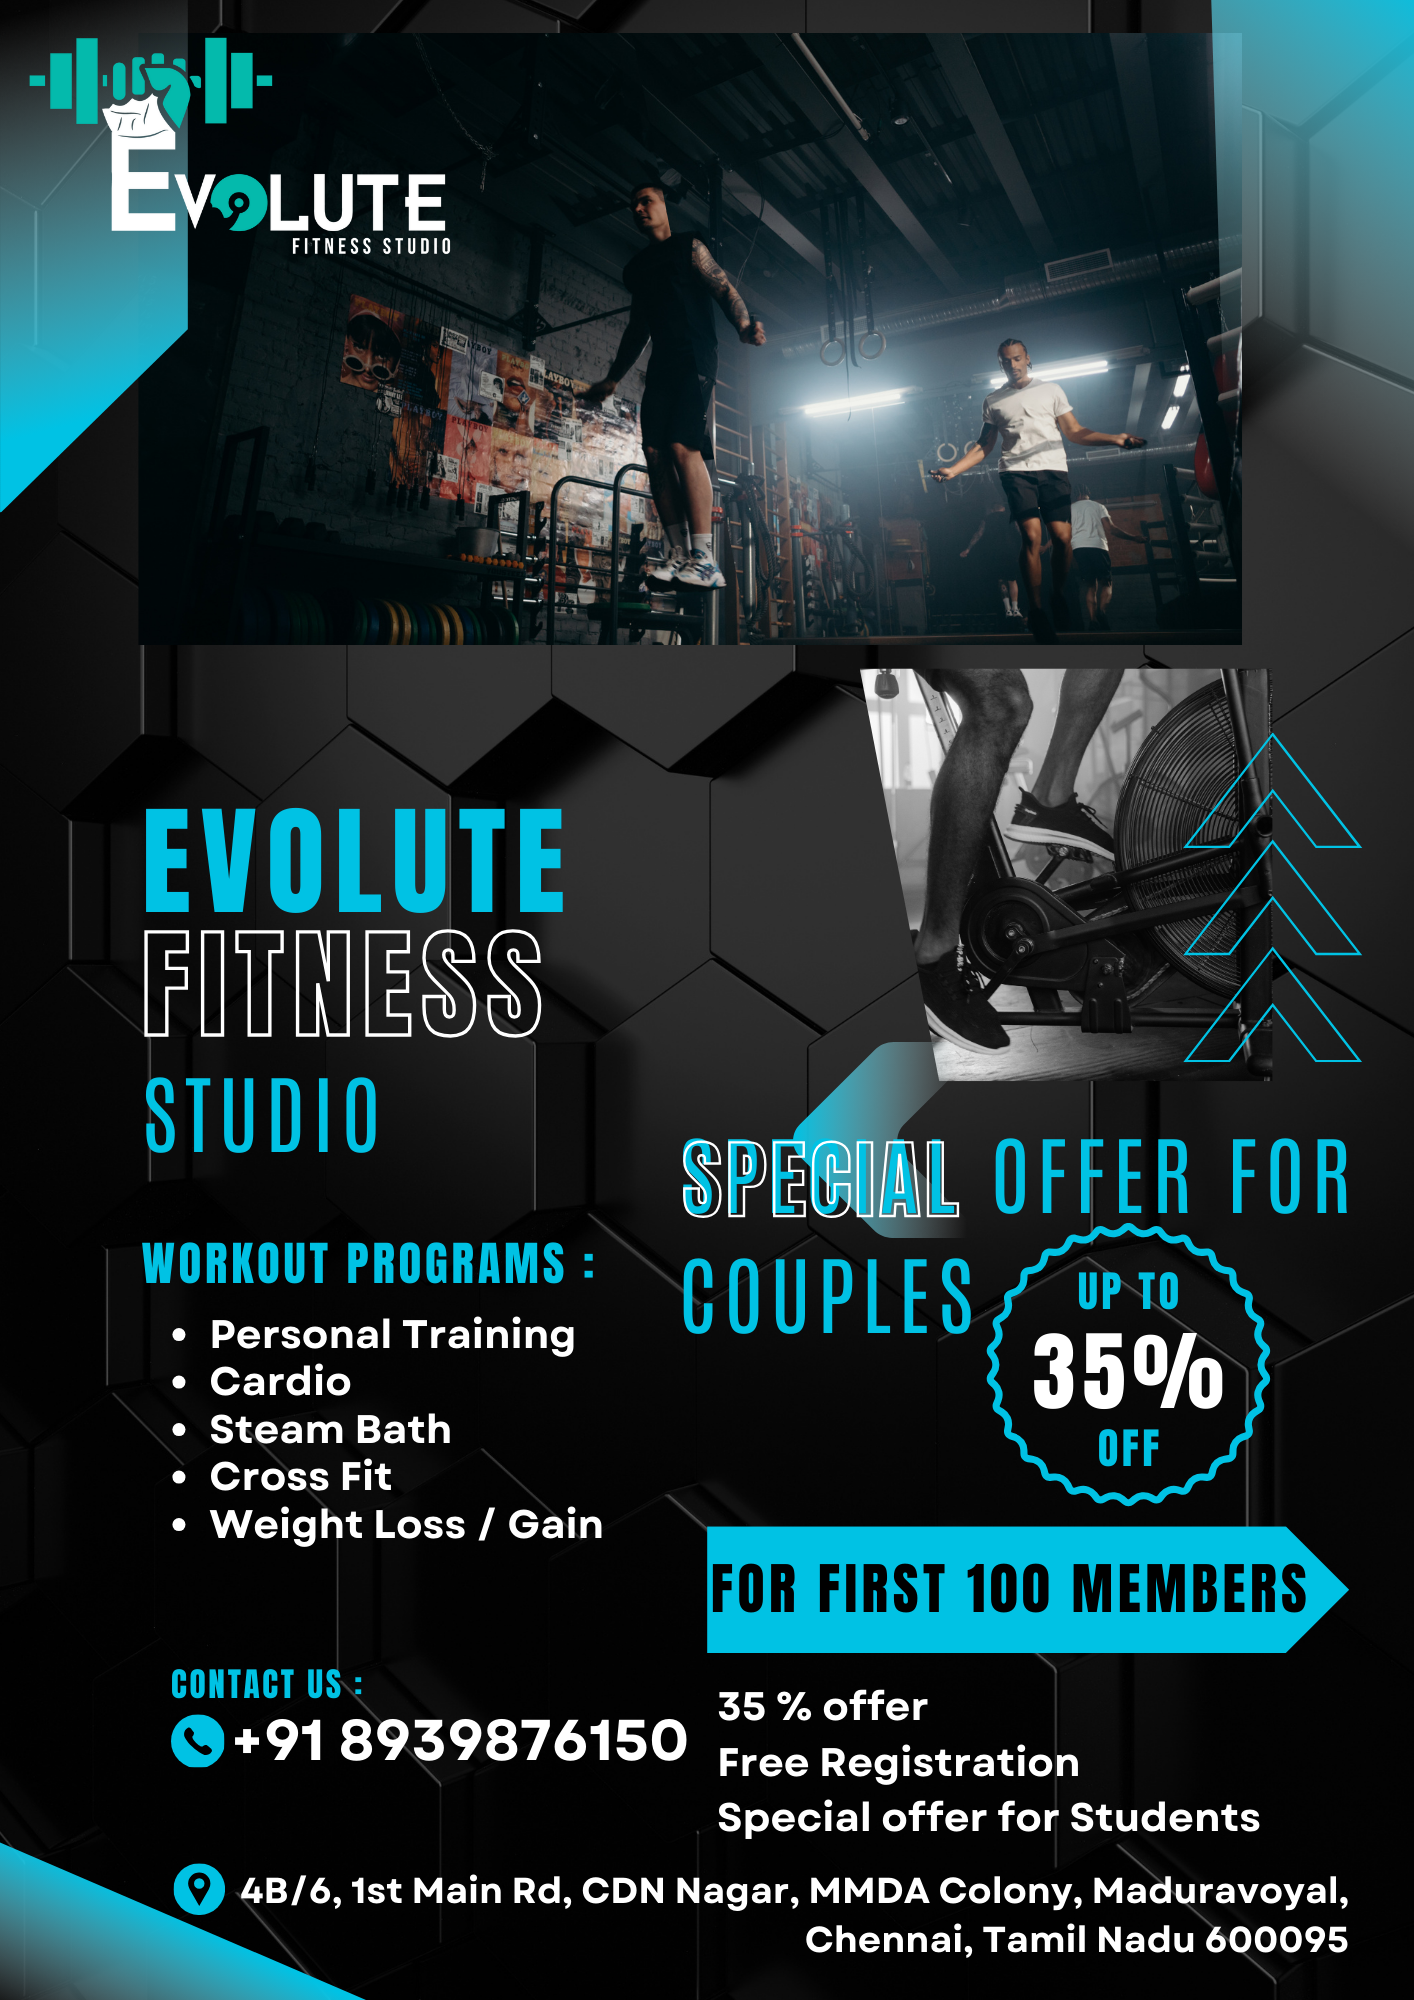 EVOLUTE
FITNESS STUDIO
PLAYBOY
EVOLUTE
FITNESS
STUDIO
SPECIAL OFFER FOR
COUPLES
UP TO
35%
OFF
WORKOUT PROGRAMS :
• Personal Training
• Cardio
• Steam Bath
• Cross Fit
• Weight Loss / Gain
FOR FIRST 100 MEMBERS
35 % offer
Free Registration
Special offer for Students
CONTACT US :
+91 8939876150
4B/6, 1st Main Rd, CDN Nagar, MMDA Colony, Maduravoyal,
Chennai, Tamil Nadu 600095